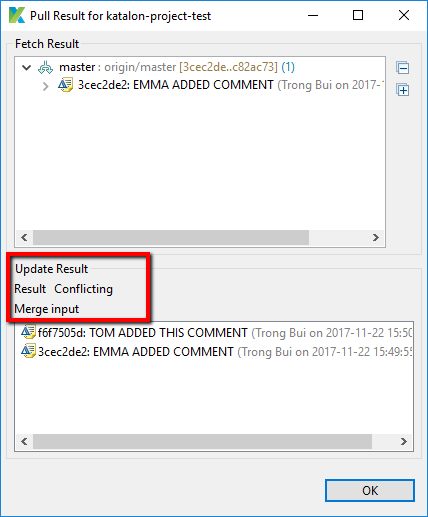 Pull Result for katalon-project-test
Fetch Result
master : origin/master [3cec2de..c82ac73] (1)
3cec2de2: EMMA ADDED COMMENT (Trong Bui on 2017-1
Update Result
Result Conflicting
Merge input
f6f7505d: TOM ADDED THIS COMMENT (Trong Bui on 2017-11-22 15:50
3cec2de2: EMMA ADDED COMMENT (Trong Bui on 2017-11-22 15:49:55
OK